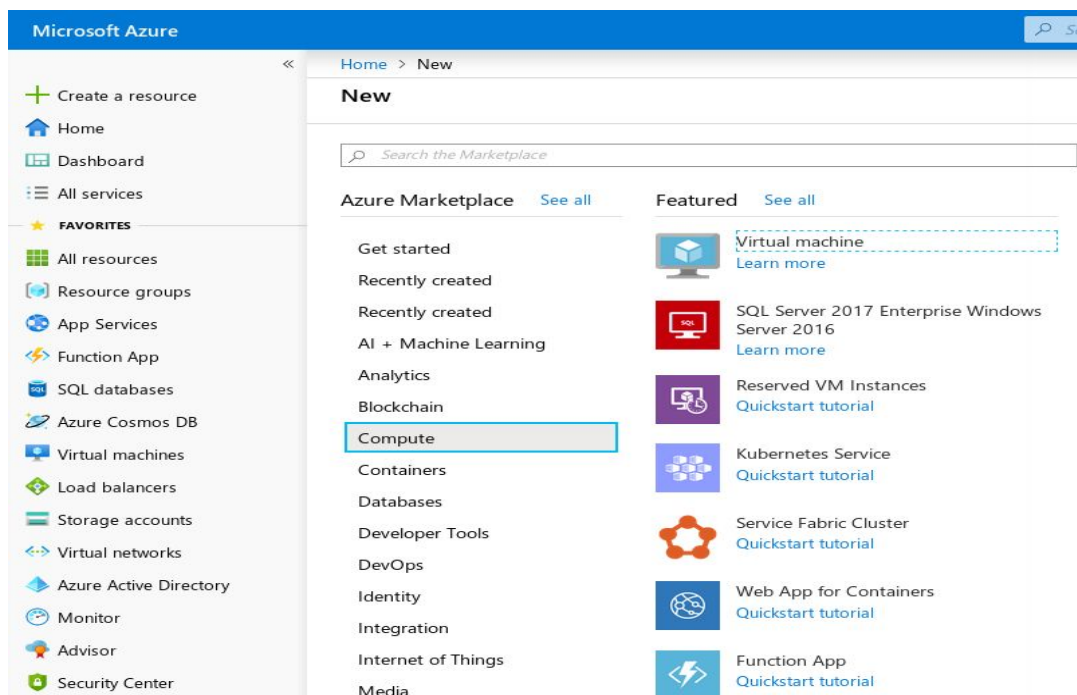 Microsoft Azure
Create a resource
Home
Dashboard
All services
FAVORITES
All resources
Resource groups
App Services
Function App
SQL databases
Azure Cosmos DB
Virtual machines
Load balancers
Storage accounts
Virtual networks
Azure Active Directory
Monitor
Advisor
Security Center
Home > New
New
Search the Marketplace
Azure Marketplace See all
Get started
Recently created
Recently created
AI + Machine Learning
Analytics
Blockchain
Compute
Containers
Databases
Developer Tools
DevOps
Identity
Integration
Internet of Things
Media
Featured See all
Virtual machine
Learn more
SQL
SQL Server 2017 Enterprise Windows
Server 2016
Learn more
Reserved VM Instances
Quickstart tutorial
Kubernetes Service
Quickstart tutorial
Service Fabric Cluster
Quickstart tutorial
Web App for Containers
Quickstart tutorial
Function App
Quickstart tutorial